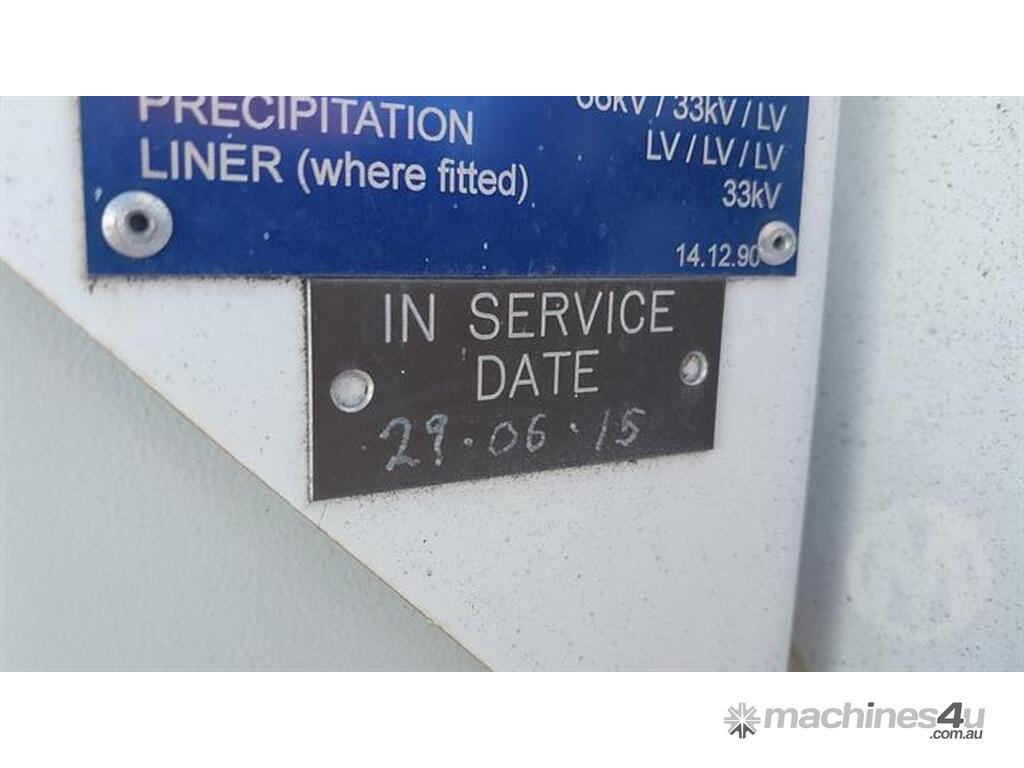 PRECIPITATION
LINER (where fitted)
66kV / 33kV / LV
LV / LV / LV
33kV
14.12.90
IN SERVICE
DATE
29.06.15
machines4u
.com.au